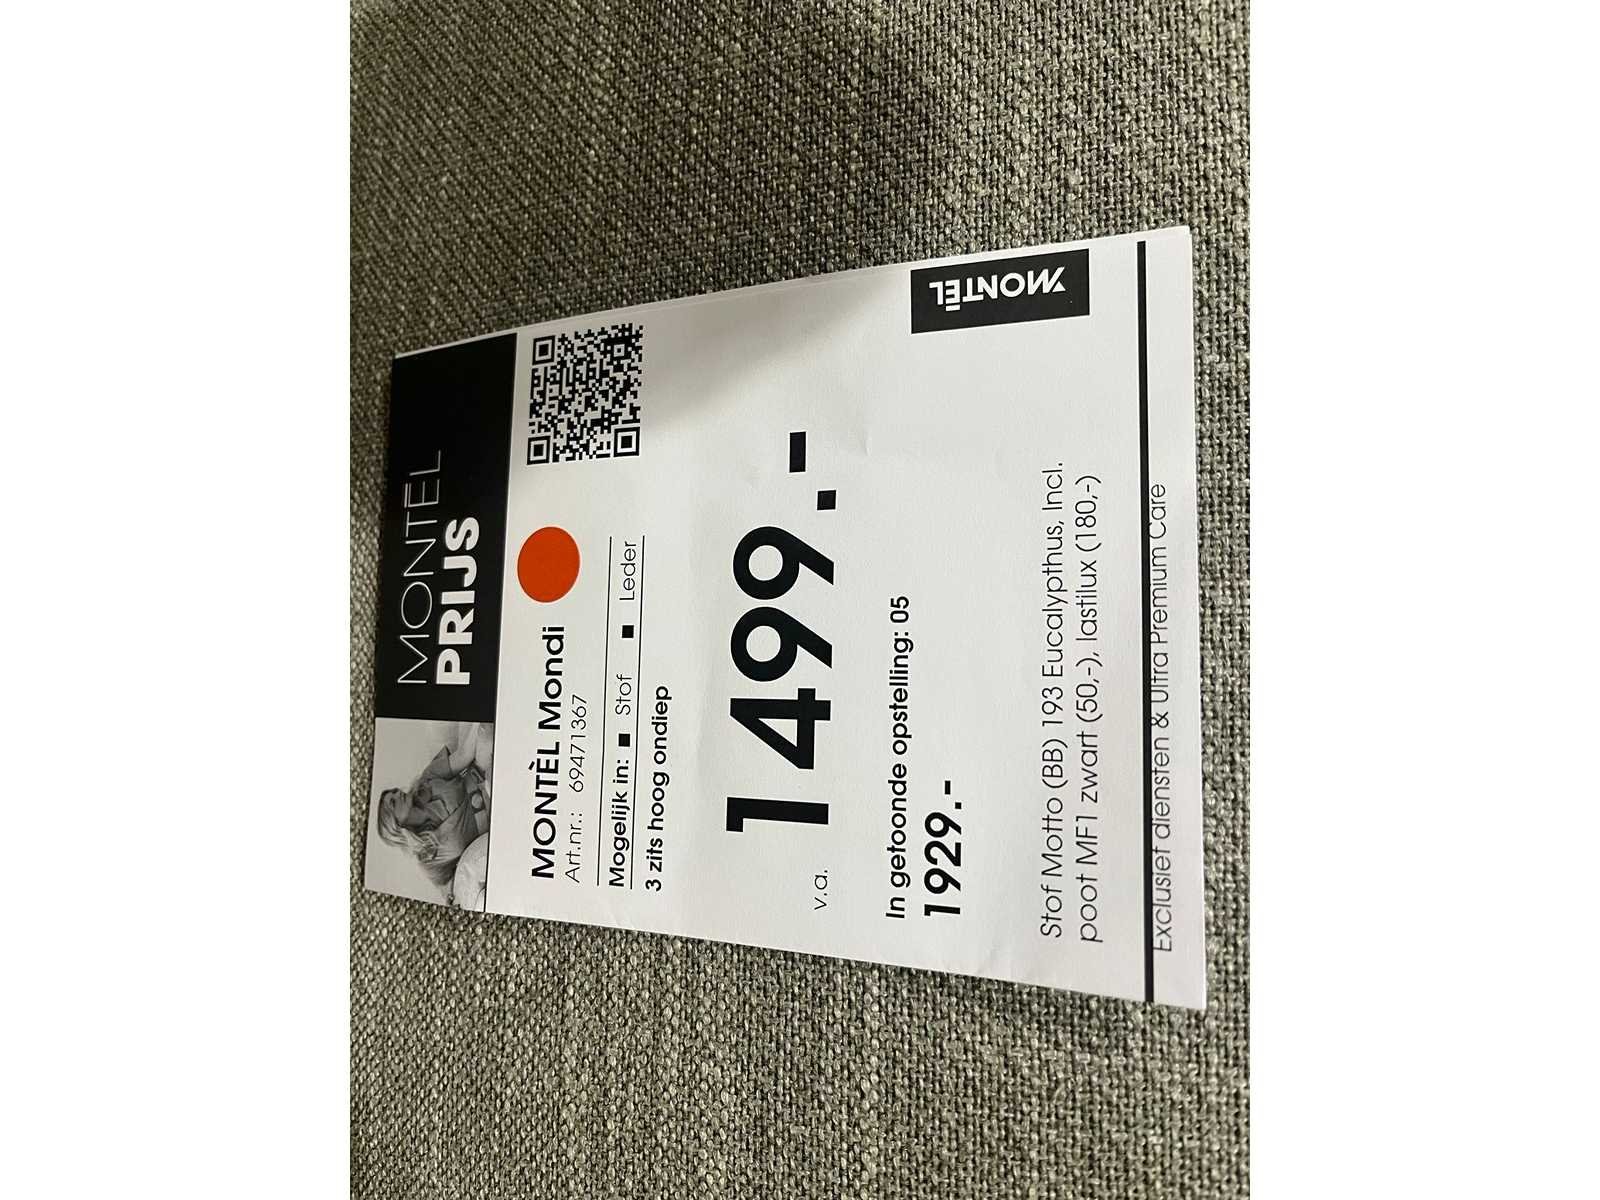 MONTÈL
PRIJS
MONTÈL Mondi
Art.nr.: 69471367
Mogelijk in: ■ Stof ■ Leder
3 zits hoog ondiep
v.a. 1499.-
In getoonde opstelling: 05
1929.-
Stof Motto (BB) 193 Eucalypthus, Incl.
poot MF1 zwart (50,-), lastilux (180,-)
Exclusief diensten & Ultra Premium Care
MONTÈL